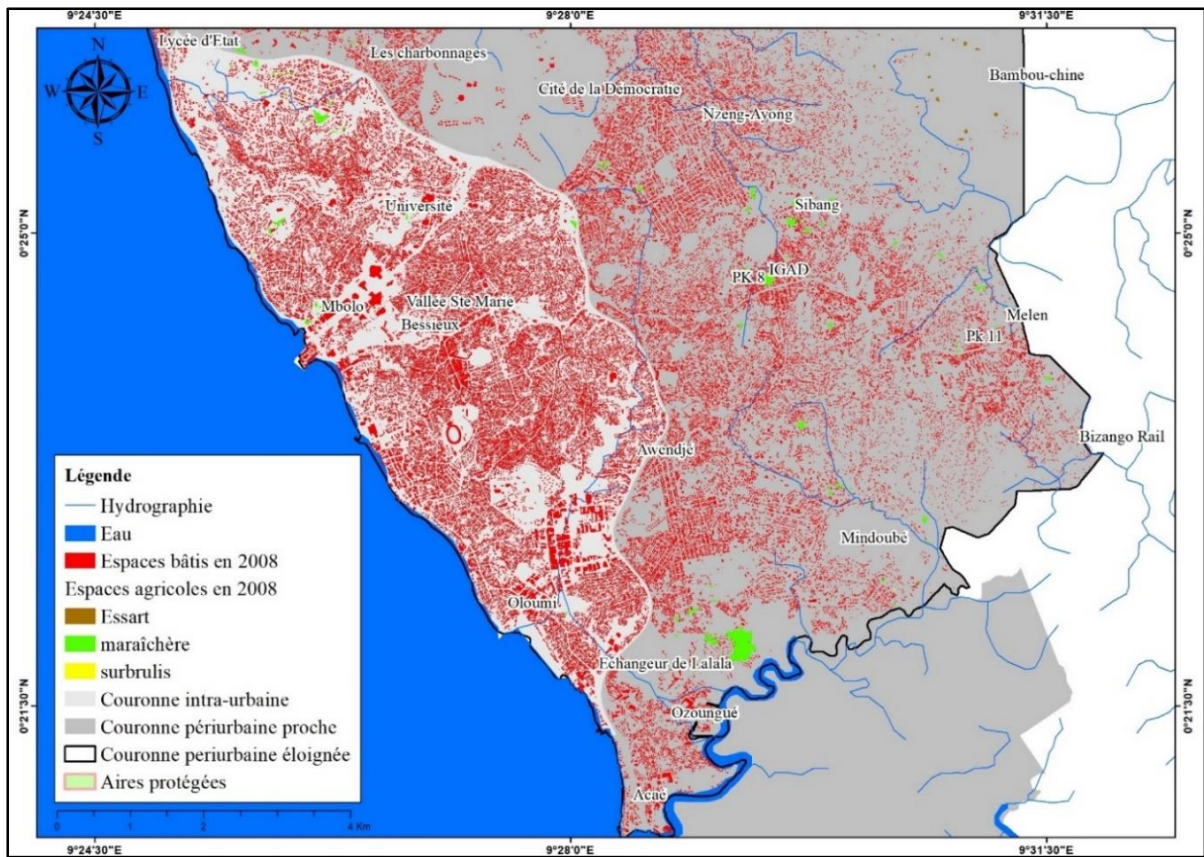 9°24'30"E 9°28'0"E 9°31'30"E
Lycée d'Etat
Les charbonnages
N
W E
S
Cité de la Démocratie
Bambou-chine
Nzeng-Ayong
Université
Sibang
0°25'0"N 0°25'0"N
PK 8 IGAD
Mbolo
Vallée Ste Marie
Bessieux
Melen
Pk 11
Awendjé
Bizango Rail
Mindoubé
Oloumi
Echangeur de Lalala
Ozoungué
0°21'30"N 0°21'30"N
Acaé
Légende
Hydrographie
Eau
Espaces bâtis en 2008
Espaces agricoles en 2008
Essart
maraîchère
surbrulis
Couronne intra-urbaine
Couronne périurbaine proche
Couronne periurbaine éloignée
Aires protégées
0 1 2 4 Km
9°24'30"E 9°28'0"E 9°31'30"E